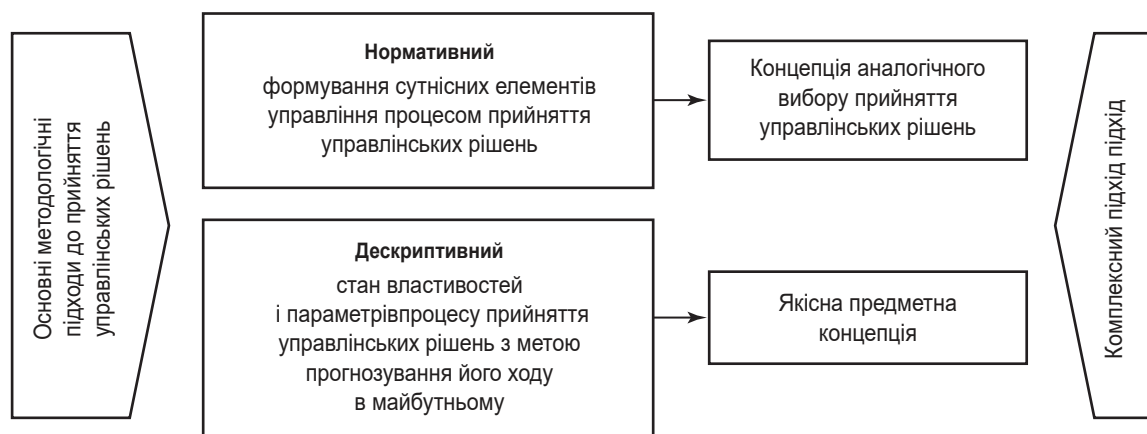 Основні методологічні
підходи до прийняття
управлінських рішень
Нормативний
формування сутнісних елементів
управління процесом прийняття
управлінських рішень
Концепція аналогічного
вибору прийняття
управлінських рішень
Дескриптивний
стан властивостей
і параметрівпроцесу прийняття
управлінських рішень з метою
прогнозування його ходу
в майбутньому
Якісна предметна
концепція
Комплексний підхід підхід